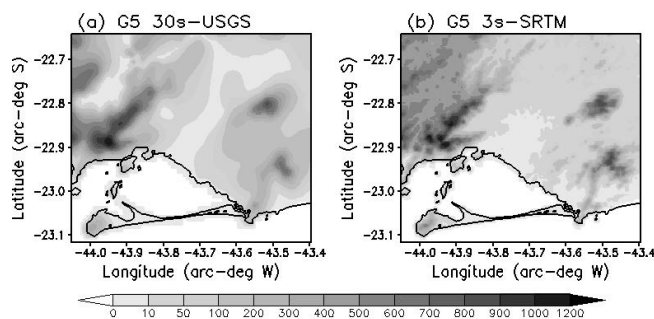 (a) G5 30s-USGS
(b) G5 3s-SRTM
Latitude (arc-deg S)
-22.7
-22.8
-22.9
-23.0
-23.1
-44.0 -43.9 -43.8 -43.7 -43.6 -43.5 -43.4
Longitude (arc-deg W)
Latitude (arc-deg S)
-22.7
-22.8
-22.9
-23.0
-23.1
-44.0 -43.9 -43.8 -43.7 -43.6 -43.5 -43.4
Longitude (arc-deg W)
0 10 50 100 200 300 400 500 600 700 800 900 1000 1200